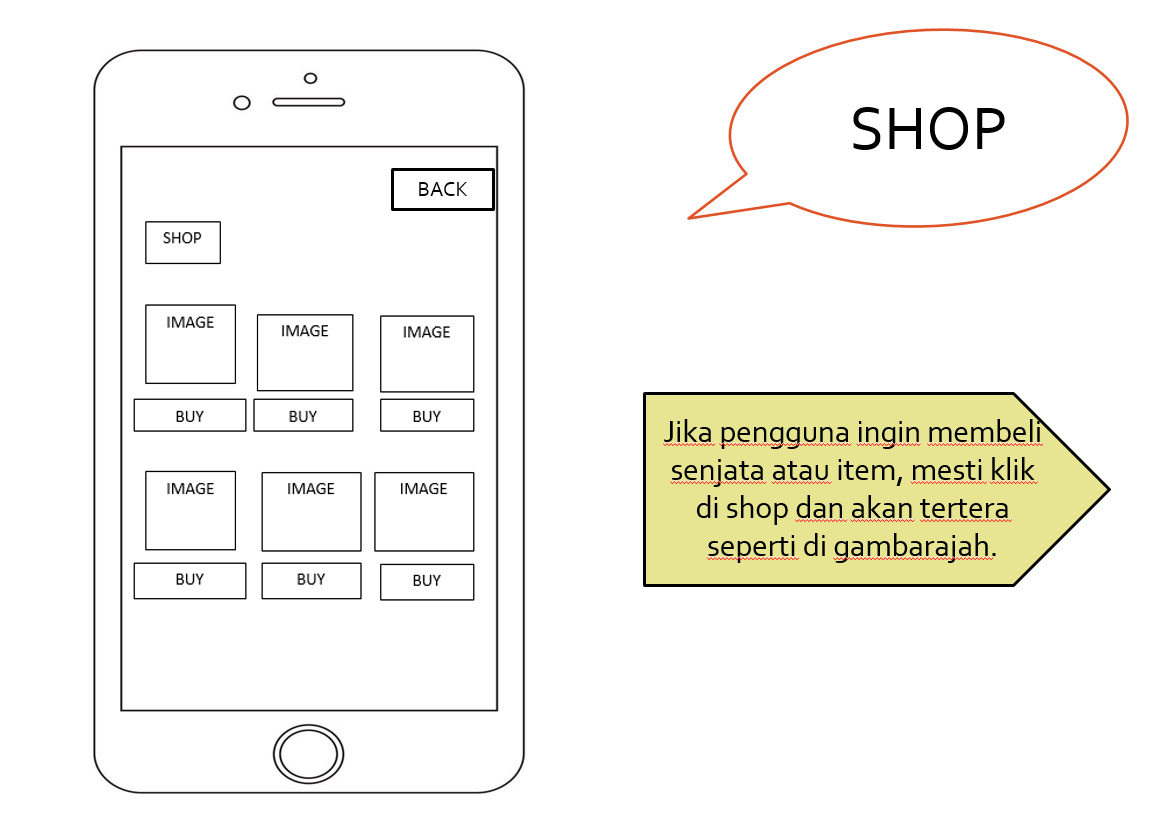 SHOP
BACK
SHOP
IMAGE IMAGE IMAGE
BUY BUY BUY
IMAGE IMAGE IMAGE
BUY BUY BUY
Jika pengguna ingin membeli
senjata atau item, mesti klik
di shop dan akan tertera
seperti di gambarajah.